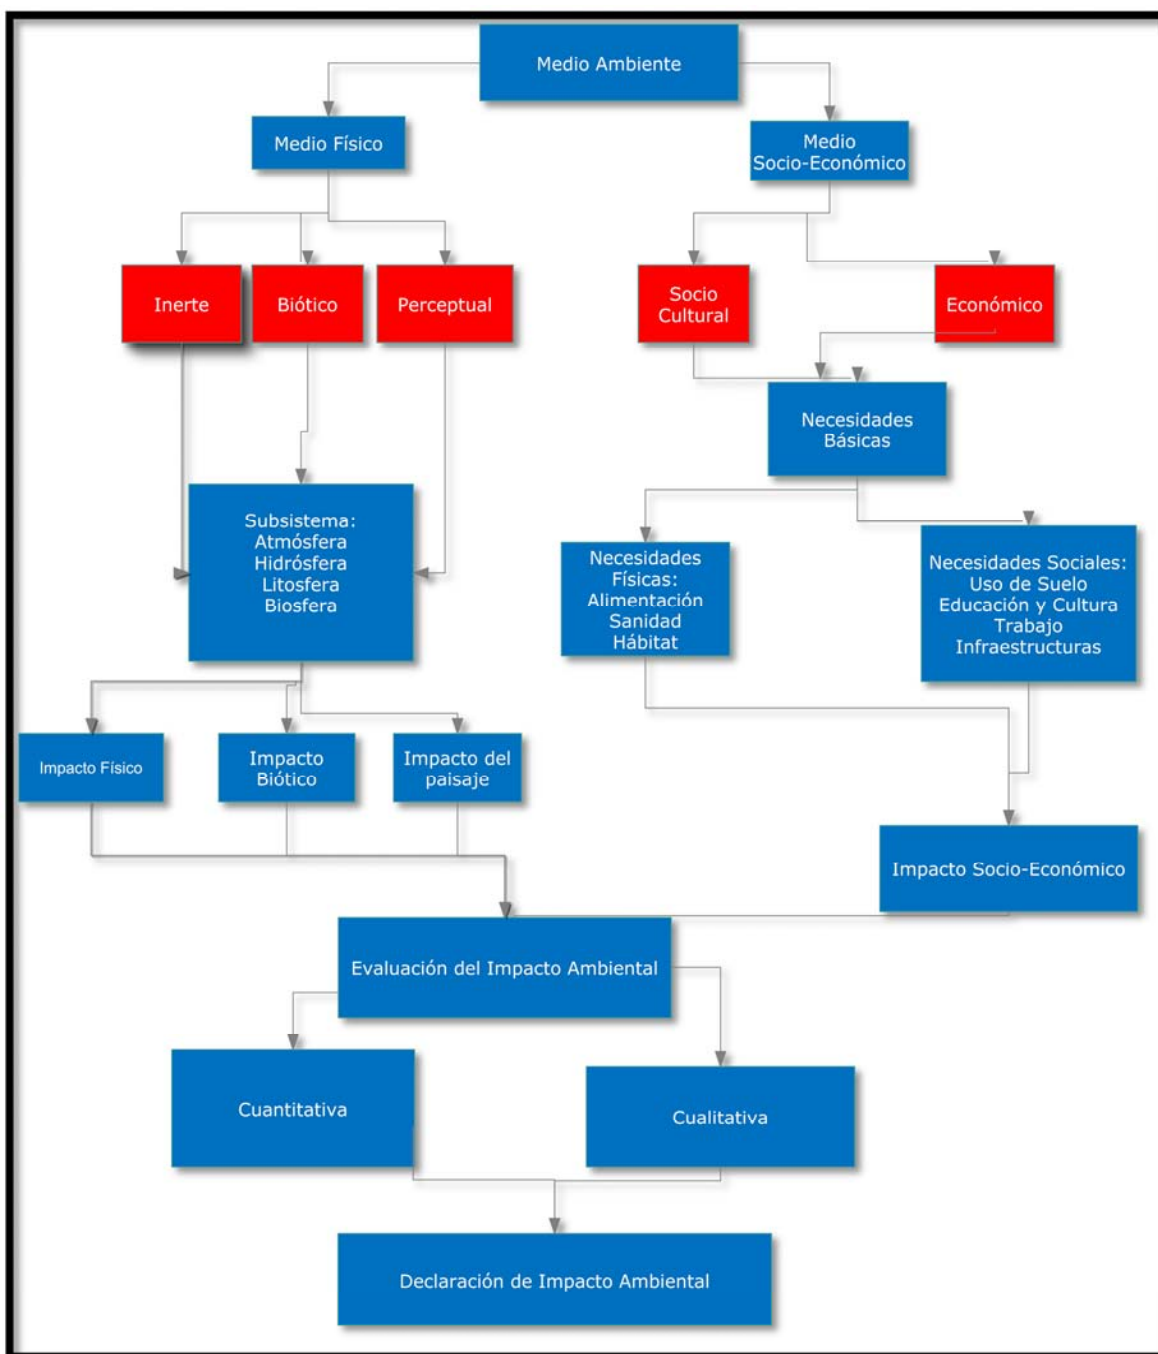 Medio Ambiente
Medio Físico
Medio
Socio-Económico
Inerte
Biótico
Perceptual
Socio
Cultural
Económico
Necesidades
Básicas
Subsistema:
Atmósfera
Hidrósfera
Litosfera
Biosfera
Necesidades
Físicas:
Alimentación
Sanidad
Hábitat
Necesidades Sociales:
Uso de Suelo
Educación y Cultura
Trabajo
Infraestructuras
Impacto Físico
Impacto
Biótico
Impacto del
paisaje
Impacto Socio-Económico
Evaluación del Impacto Ambiental
Cuantitativa
Cualitativa
Declaración de Impacto Ambiental